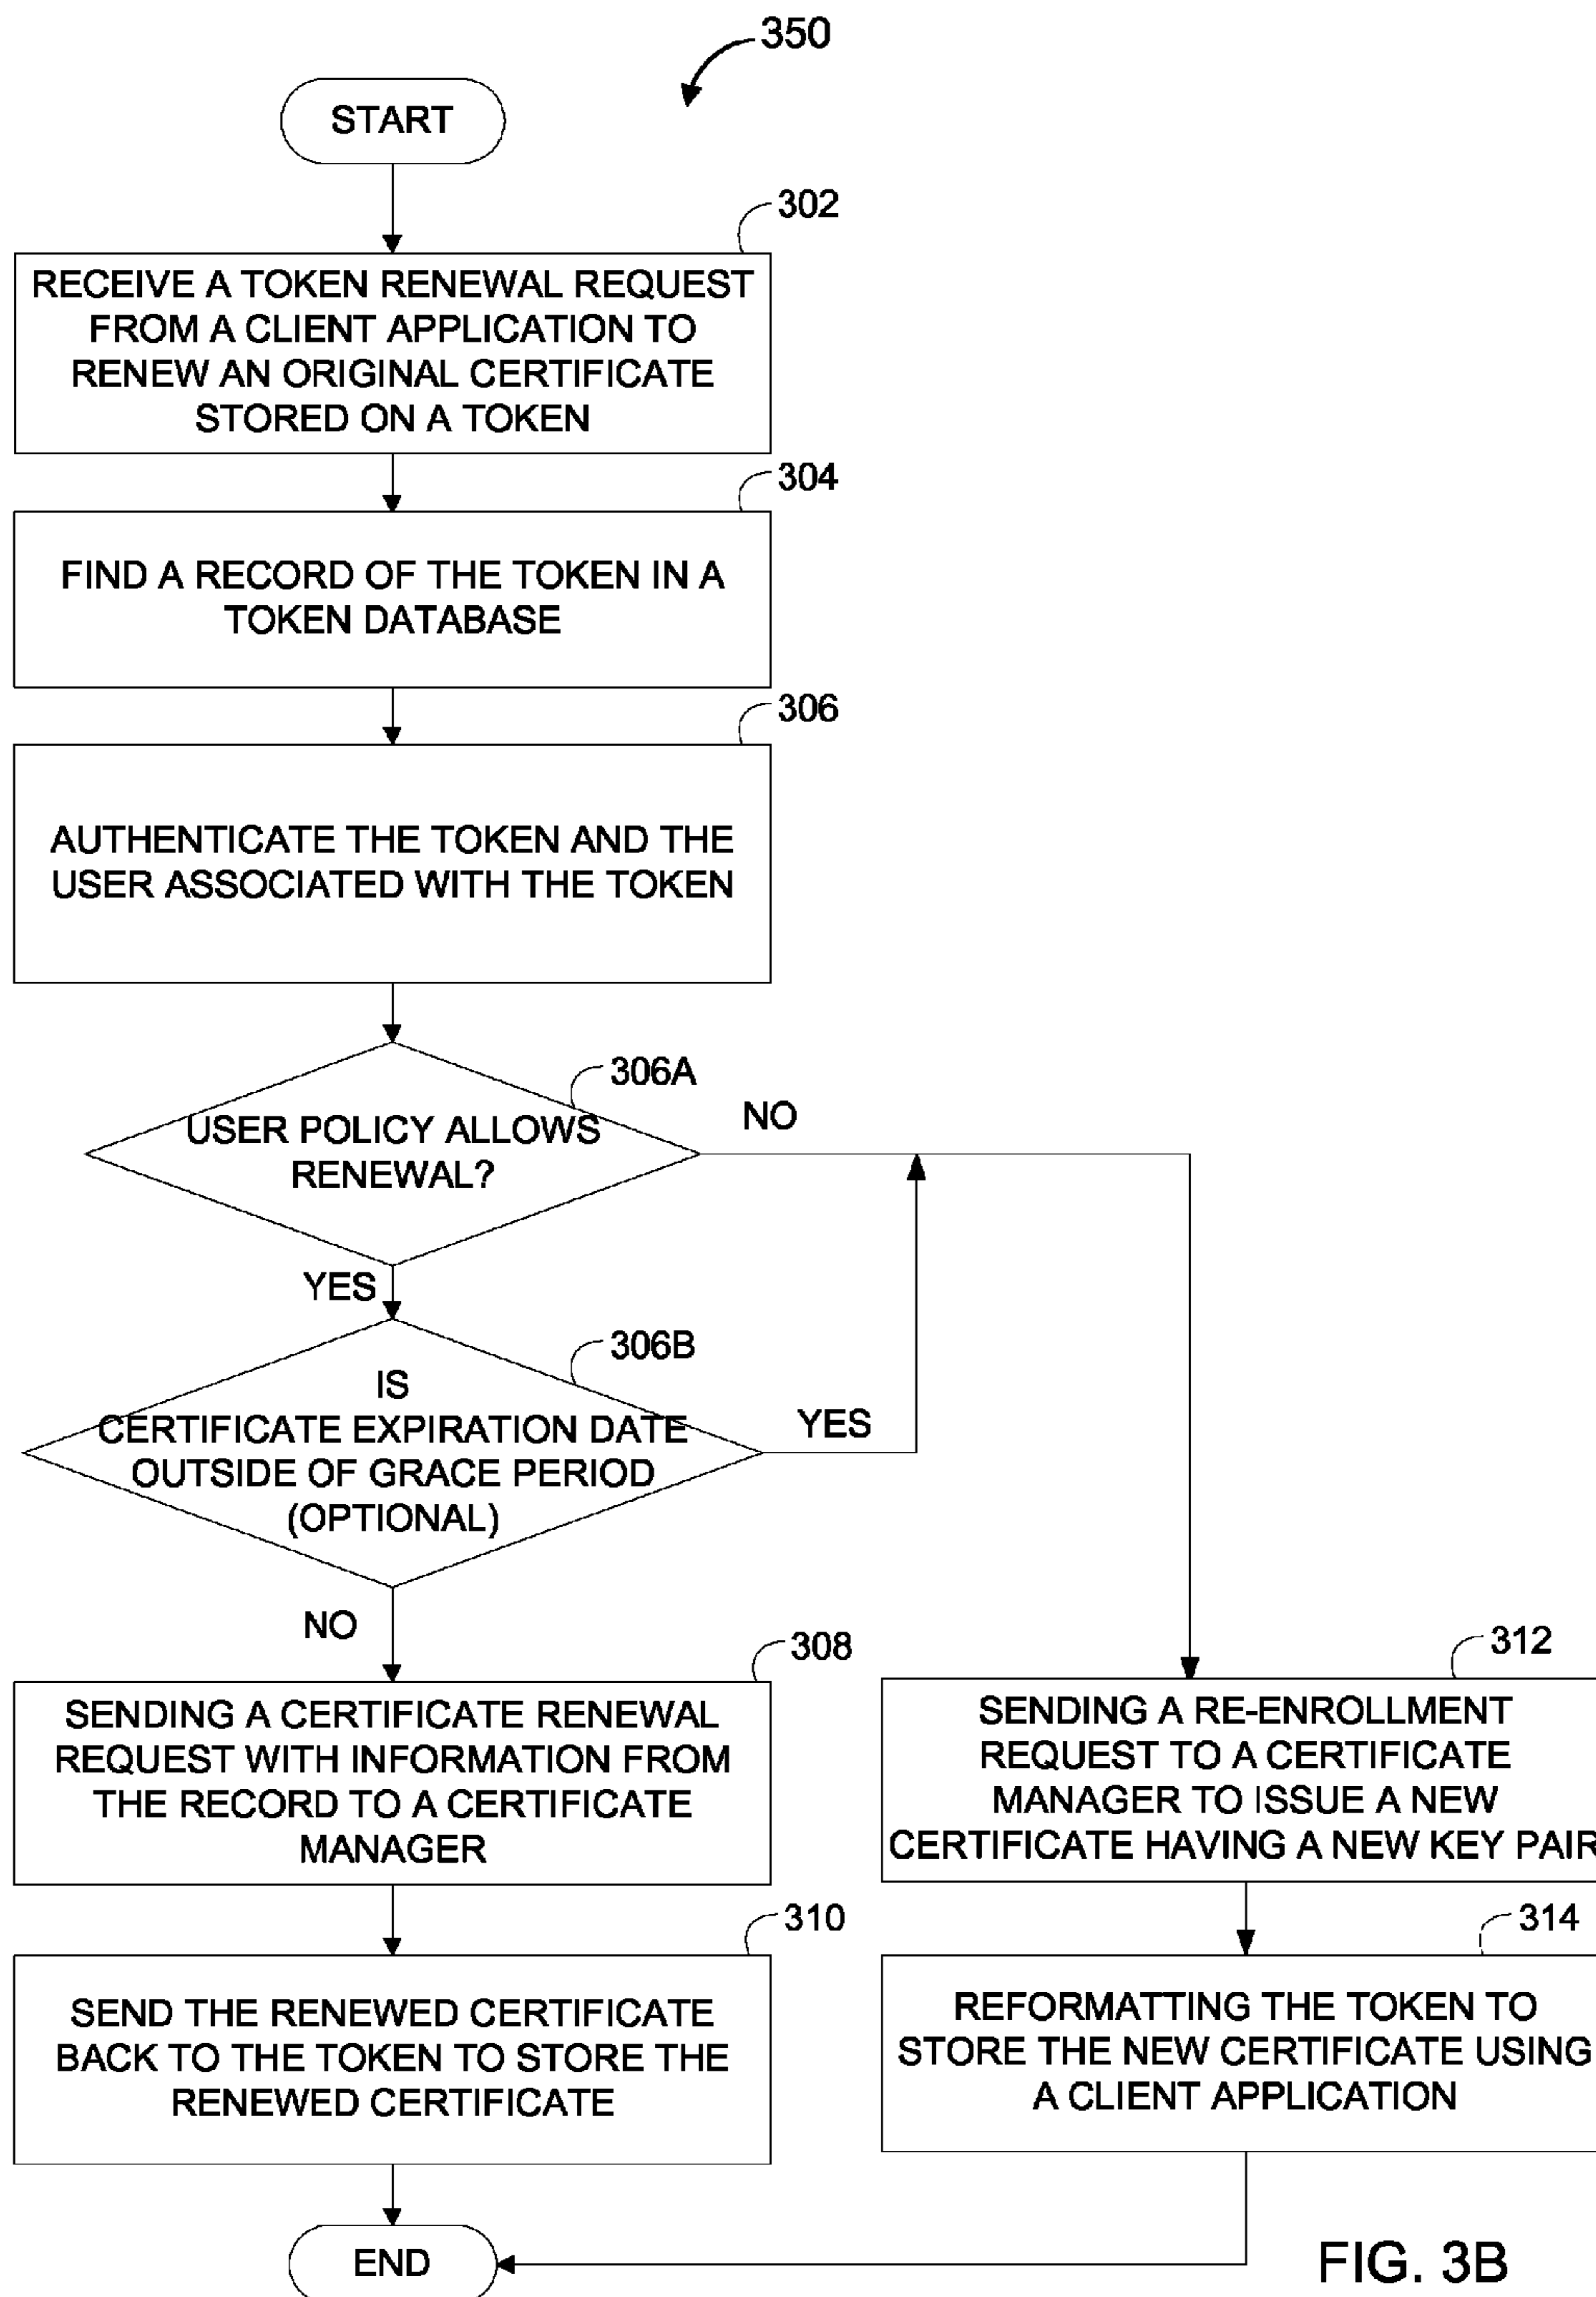 350
START
302
RECEIVE A TOKEN RENEWAL REQUEST
FROM A CLIENT APPLICATION TO
RENEW AN ORIGINAL CERTIFICATE
STORED ON A TOKEN
304
FIND A RECORD OF THE TOKEN IN A
TOKEN DATABASE
306
AUTHENTICATE THE TOKEN AND THE
USER ASSOCIATED WITH THE TOKEN
306A
USER POLICY ALLOWS
RENEWAL?
NO
YES
306B
IS
CERTIFICATE EXPIRATION DATE
OUTSIDE OF GRACE PERIOD
(OPTIONAL)
YES
NO
308
SENDING A CERTIFICATE RENEWAL
REQUEST WITH INFORMATION FROM
THE RECORD TO A CERTIFICATE
MANAGER
312
SENDING A RE-ENROLLMENT
REQUEST TO A CERTIFICATE
MANAGER TO ISSUE A NEW
CERTIFICATE HAVING A NEW KEY PAIR
310
SEND THE RENEWED CERTIFICATE
BACK TO THE TOKEN TO STORE THE
RENEWED CERTIFICATE
314
REFORMATTING THE TOKEN TO
STORE THE NEW CERTIFICATE USING
A CLIENT APPLICATION
END
FIG. 3B